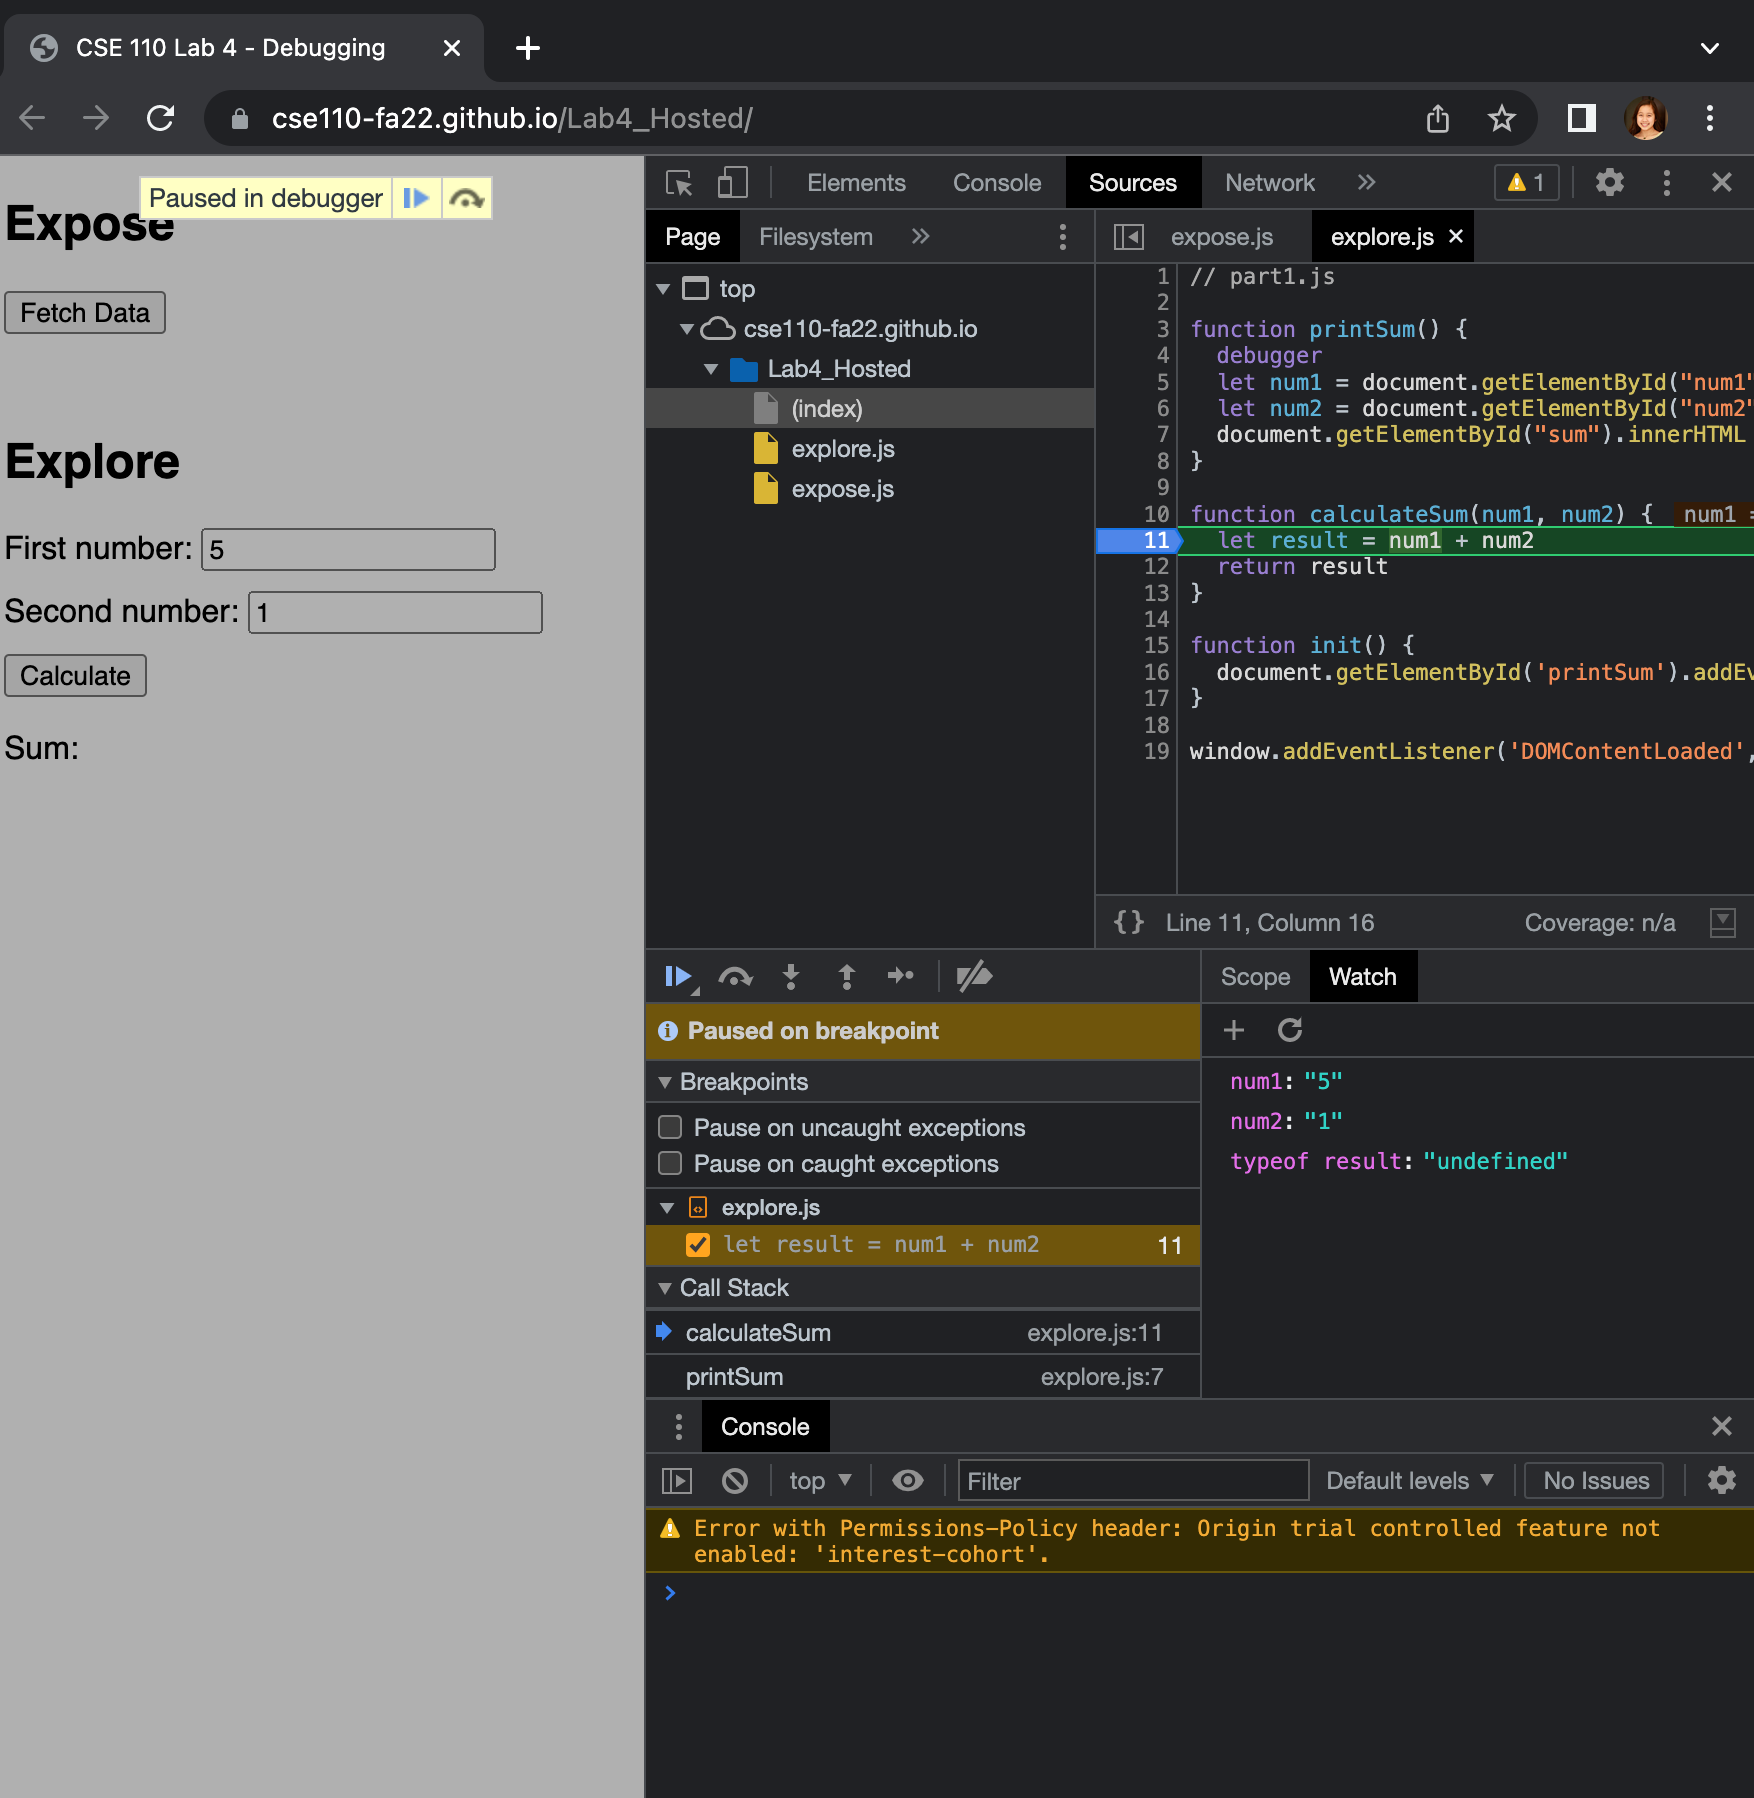 CSE 110 Lab 4 - Debugging
cse110-fa22.github.io/Lab4_Hosted/
Paused in debugger
Expose
Fetch Data
Explore
First number: 5
Second number: 1
Calculate
Sum:
Elements Console Sources Network 1
Page Filesystem
top
cse110-fa22.github.io
Lab4_Hosted
(index)
explore.js
expose.js
expose.js explore.js
1 // part1.js
2
3 function printSum() {
4 debugger
5 let num1 = document.getElementById("num1"
6 let num2 = document.getElementById("num2"
7 document.getElementById("sum").innerHTML
8 }
9
10 function calculateSum(num1, num2) { num1 =
11 let result = num1 + num2
12 return result
13 }
14
15 function init() {
16 document.getElementById('printSum').addEv
17 }
18
19 window.addEventListener('DOMContentLoaded',
{} Line 11, Column 16 Coverage: n/a
Paused on breakpoint
Breakpoints
Pause on uncaught exceptions
Pause on caught exceptions
explore.js
let result = num1 + num2 11
Call Stack
calculateSum explore.js:11
printSum explore.js:7
Scope Watch
num1: "5"
num2: "1"
typeof result: "undefined"
Console
top Filter Default levels No Issues
Error with Permissions-Policy header: Origin trial controlled feature not
enabled: 'interest-cohort'.